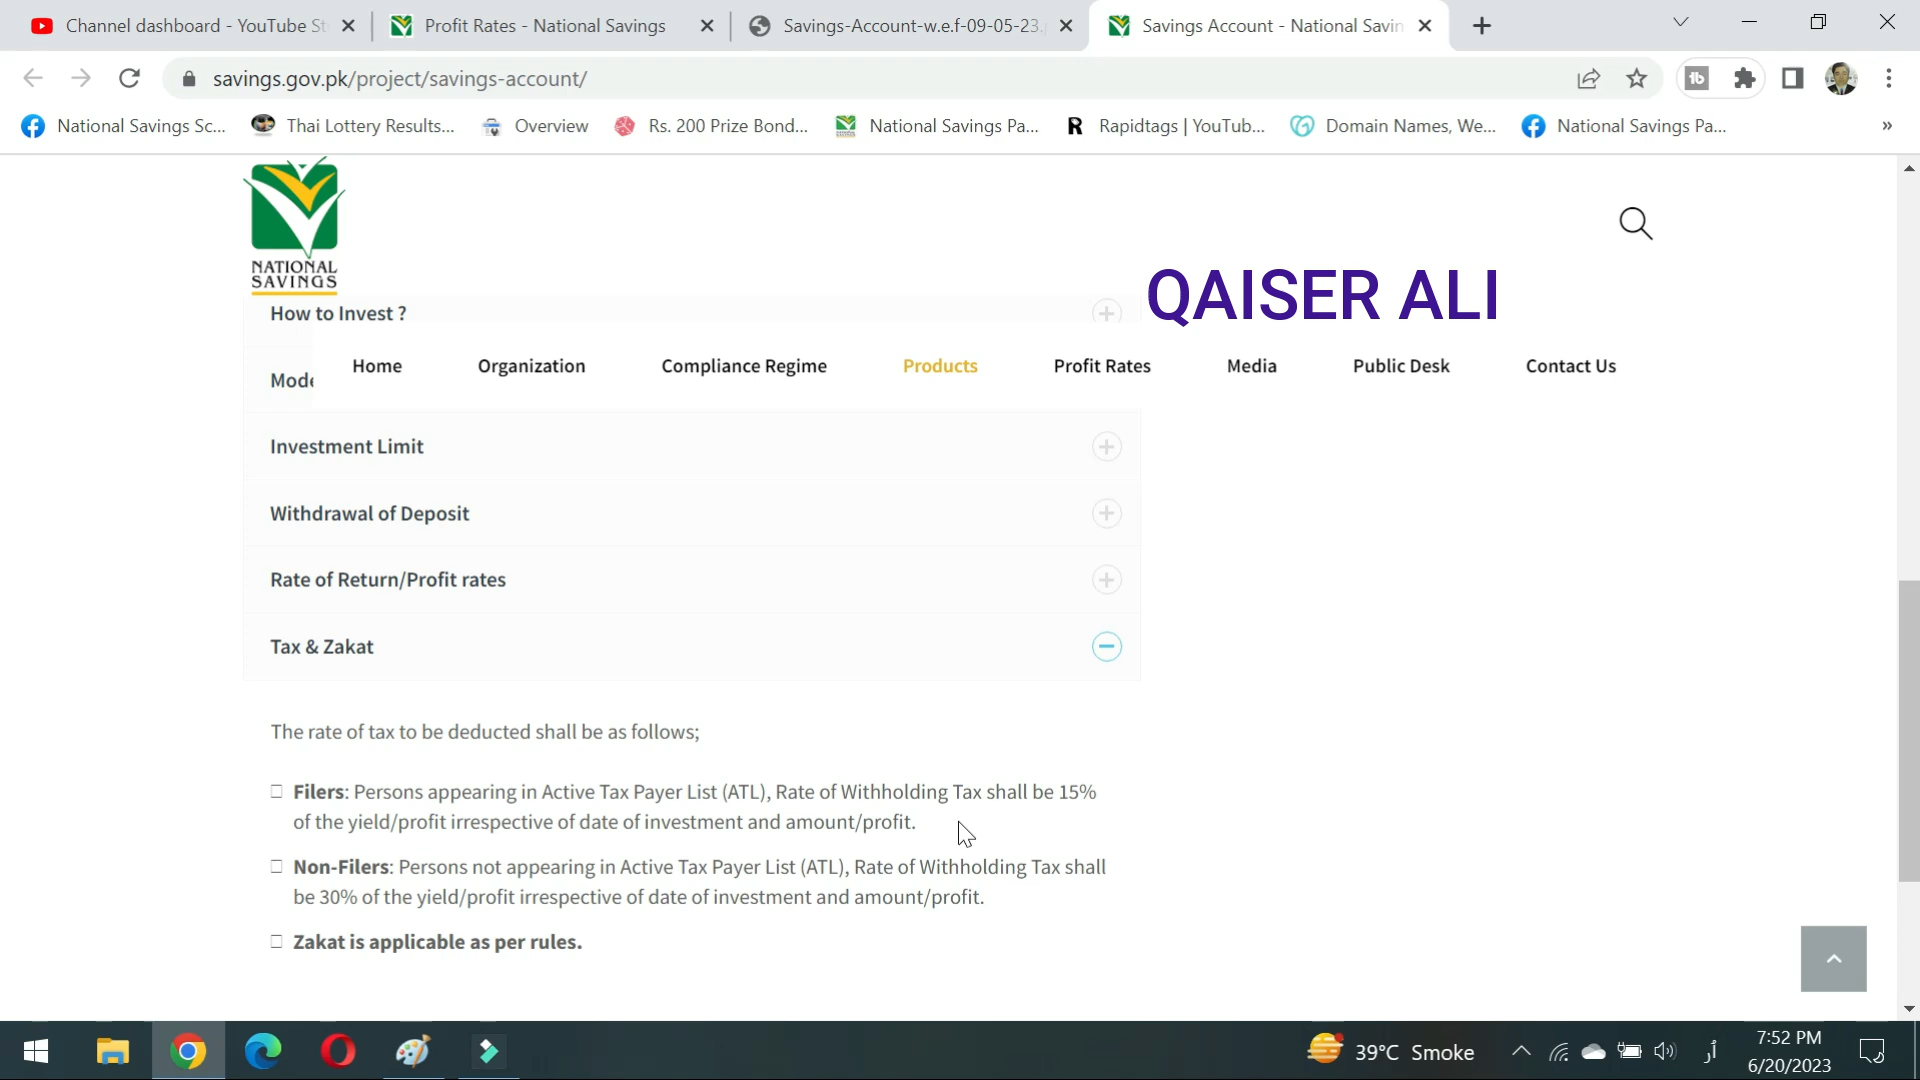 Channel dashboard - YouTube St
Profit Rates - National Savings
Savings-Account-w.e.f-09-05-23.
Savings Account - National Savin
savings.gov.pk/project/savings-account/
National Savings Sc...
Thai Lottery Results...
Overview
Rs. 200 Prize Bond...
National Savings Pa...
Rapidtags | YouTub...
Domain Names, We...
National Savings Pa...
»
NATIONAL
SAVINGS
QAISER ALI
How to Invest ?
Mode
Home
Organization
Compliance Regime
Products
Profit Rates
Media
Public Desk
Contact Us
Investment Limit
Withdrawal of Deposit
Rate of Return/Profit rates
Tax & Zakat
The rate of tax to be deducted shall be as follows;
Filers: Persons appearing in Active Tax Payer List (ATL), Rate of Withholding Tax shall be 15%
of the yield/profit irrespective of date of investment and amount/profit.
Non-Filers: Persons not appearing in Active Tax Payer List (ATL), Rate of Withholding Tax shall
be 30% of the yield/profit irrespective of date of investment and amount/profit.
Zakat is applicable as per rules.
39°C Smoke
7:52 PM
6/20/2023